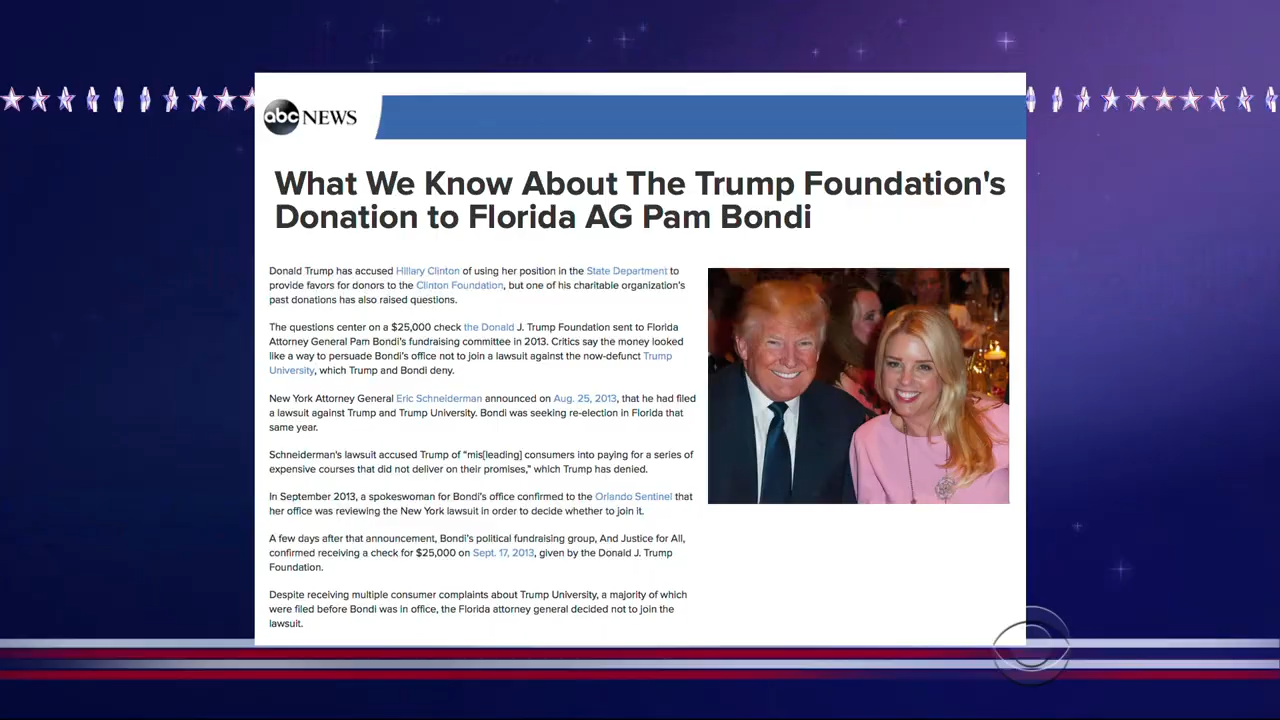 abc NEWS
What We Know About The Trump Foundation's
Donation to Florida AG Pam Bondi
Donald Trump has accused Hillary Clinton of using her position in the State Department to
provide favors for donors to the Clinton Foundation, but one of his charitable organization's
past donations has also raised questions.
The questions center on a $25,000 check the Donald J. Trump Foundation sent to Florida
Attorney General Pam Bondi's fundraising committee in 2013. Critics say the money looked
like a way to persuade Bondi's office not to join a lawsuit against the now-defunct Trump
University, which Trump and Bondi deny.
New York Attorney General Eric Schneiderman announced on Aug. 25, 2013, that he had filed
a lawsuit against Trump and Trump University. Bondi was seeking re-election in Florida that
same year.
Schneiderman's lawsuit accused Trump of “mis[leading] consumers into paying for a series of
expensive courses that did not deliver on their promises,” which Trump has denied.
In September 2013, a spokeswoman for Bondi's office confirmed to the Orlando Sentinel that
her office was reviewing the New York lawsuit in order to decide whether to join it.
A few days after that announcement, Bondi's political fundraising group, And Justice for All,
confirmed receiving a check for $25,000 on Sept. 17, 2013, given by the Donald J. Trump
Foundation.
Despite receiving multiple consumer complaints about Trump University, a majority of which
were filed before Bondi was in office, the Florida attorney general decided not to join the
lawsuit.